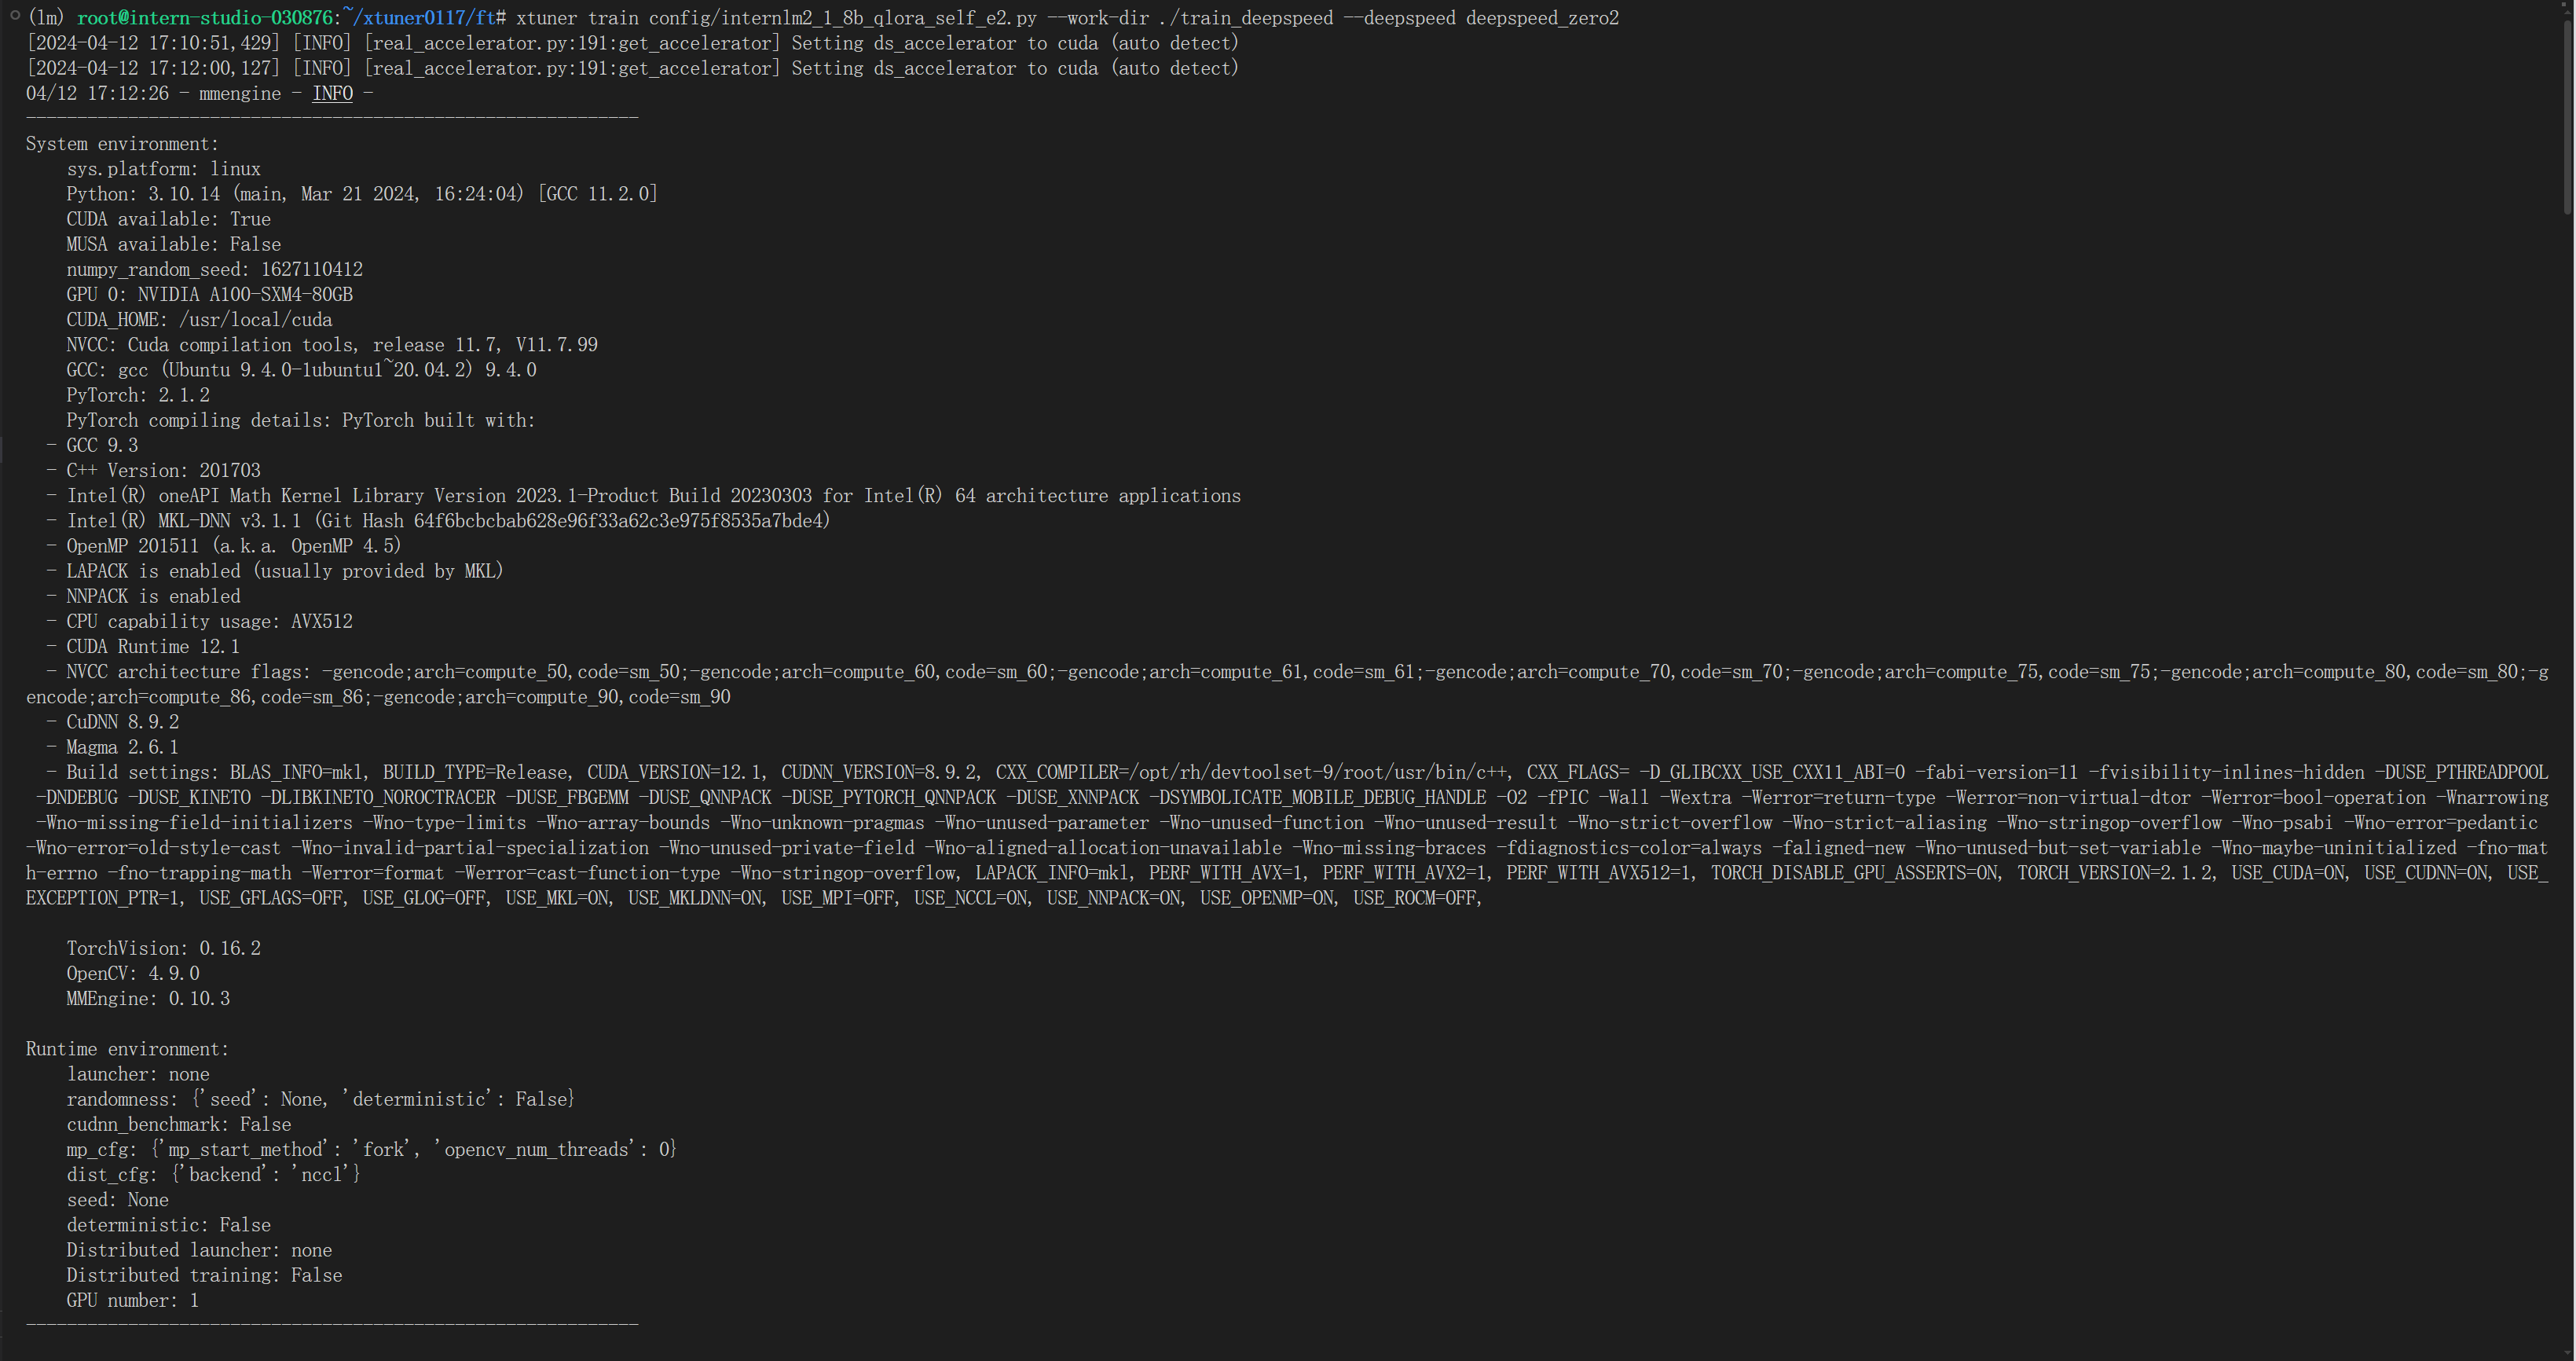 (lm) root@intern-studio-030876:~/xtuner0117/ft# xtuner train config/internlm2_1_8b_qlora_self_e2.py --work-dir ./train_deepspeed --deepspeed deepspeed_zero2
[2024-04-12 17:10:51,429] [INFO] [real_accelerator.py:191:get_accelerator] Setting ds_accelerator to cuda (auto detect)
[2024-04-12 17:12:00,127] [INFO] [real_accelerator.py:191:get_accelerator] Setting ds_accelerator to cuda (auto detect)
04/12 17:12:26 - mmengine - INFO -
------------------------------------------------------------
System environment:
    sys.platform: linux
    Python: 3.10.14 (main, Mar 21 2024, 16:24:04) [GCC 11.2.0]
    CUDA available: True
    MUSA available: False
    numpy_random_seed: 1627110412
    GPU 0: NVIDIA A100-SXM4-80GB
    CUDA_HOME: /usr/local/cuda
    NVCC: Cuda compilation tools, release 11.7, V11.7.99
    GCC: gcc (Ubuntu 9.4.0-1ubuntu1~20.04.2) 9.4.0
    PyTorch: 2.1.2
    PyTorch compiling details: PyTorch built with:
  - GCC 9.3
  - C++ Version: 201703
  - Intel(R) oneAPI Math Kernel Library Version 2023.1-Product Build 20230303 for Intel(R) 64 architecture applications
  - Intel(R) MKL-DNN v3.1.1 (Git Hash 64f6bcbcbab628e96f33a62c3e975f8535a7bde4)
  - OpenMP 201511 (a.k.a. OpenMP 4.5)
  - LAPACK is enabled (usually provided by MKL)
  - NNPACK is enabled
  - CPU capability usage: AVX512
  - CUDA Runtime 12.1
  - NVCC architecture flags: -gencode;arch=compute_50,code=sm_50;-gencode;arch=compute_60,code=sm_60;-gencode;arch=compute_61,code=sm_61;-gencode;arch=compute_70,code=sm_70;-gencode;arch=compute_75,code=sm_75;-gencode;arch=compute_80,code=sm_80;-g
encode;arch=compute_86,code=sm_86;-gencode;arch=compute_90,code=sm_90
  - CuDNN 8.9.2
  - Magma 2.6.1
  - Build settings: BLAS_INFO=mkl, BUILD_TYPE=Release, CUDA_VERSION=12.1, CUDNN_VERSION=8.9.2, CXX_COMPILER=/opt/rh/devtoolset-9/root/usr/bin/c++, CXX_FLAGS= -D_GLIBCXX_USE_CXX11_ABI=0 -fabi-version=11 -fvisibility-inlines-hidden -DUSE_PTHREADPOOL
 -DNDEBUG -DUSE_KINETO -DLIBKINETO_NOROCTRACER -DUSE_FBGEMM -DUSE_QNNPACK -DUSE_PYTORCH_QNNPACK -DUSE_XNNPACK -DSYMBOLICATE_MOBILE_DEBUG_HANDLE -O2 -fPIC -Wall -Wextra -Werror=return-type -Werror=non-virtual-dtor -Werror=bool-operation -Wnarrowing
 -Wno-missing-field-initializers -Wno-type-limits -Wno-array-bounds -Wno-unknown-pragmas -Wno-unused-parameter -Wno-unused-function -Wno-unused-result -Wno-strict-overflow -Wno-strict-aliasing -Wno-stringop-overflow -Wno-psabi -Wno-error=pedantic
-Wno-error=old-style-cast -Wno-invalid-partial-specialization -Wno-unused-private-field -Wno-aligned-allocation-unavailable -Wno-missing-braces -fdiagnostics-color=always -faligned-new -Wno-unused-but-set-variable -Wno-maybe-uninitialized -fno-mat
h-errno -fno-trapping-math -Werror=format -Werror=cast-function-type -Wno-stringop-overflow, LAPACK_INFO=mkl, PERF_WITH_AVX=1, PERF_WITH_AVX2=1, PERF_WITH_AVX512=1, TORCH_DISABLE_GPU_ASSERTS=ON, TORCH_VERSION=2.1.2, USE_CUDA=ON, USE_CUDNN=ON, USE_
EXCEPTION_PTR=1, USE_GFLAGS=OFF, USE_GLOG=OFF, USE_MKL=ON, USE_MKLDNN=ON, USE_MPI=OFF, USE_NCCL=ON, USE_NNPACK=ON, USE_OPENMP=ON, USE_ROCM=OFF,
    TorchVision: 0.16.2
    OpenCV: 4.9.0
    MMEngine: 0.10.3
Runtime environment:
    launcher: none
    randomness: {'seed': None, 'deterministic': False}
    cudnn_benchmark: False
    mp_cfg: {'mp_start_method': 'fork', 'opencv_num_threads': 0}
    dist_cfg: {'backend': 'nccl'}
    seed: None
    deterministic: False
    Distributed launcher: none
    Distributed training: False
    GPU number: 1
------------------------------------------------------------